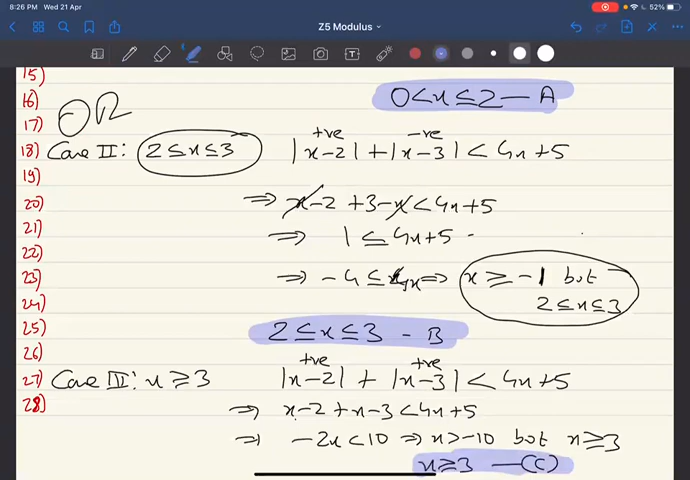 8:26 PM Wed 21 Apr
52%
Z5 Modulus
15)
16) 0<x≤2 — A
17) OR
18) Case II: 2≤x≤3 |x-2| + |x-3| < 4x+5
+ve -ve
19)
20) ⇒ x-2 + 3-x < 4x+5
21) ⇒ 1 ≤ 4x+5
22)
23) ⇒ -4 ≤ 4x ⇒ x ≥ -1 but
24) 2≤x≤3
25) 2≤x≤3 - B
26)
+ve +ve
27) Case III: x≥3 |x-2| + |x-3| < 4x+5
28) ⇒ x-2 + x-3 < 4x+5
⇒ -2x < 10 ⇒ x > -10 but x≥3
x≥3 — (C)